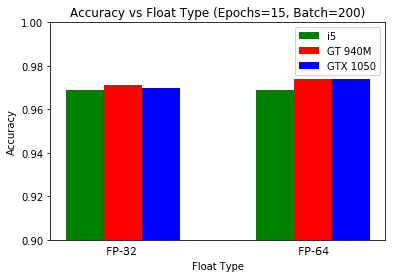 Accuracy vs Float Type (Epochs=15, Batch=200)
i5
GT 940M
GTX 1050
Accuracy
1.00
0.98
0.96
0.94
0.92
0.90
FP-32 FP-64
Float Type